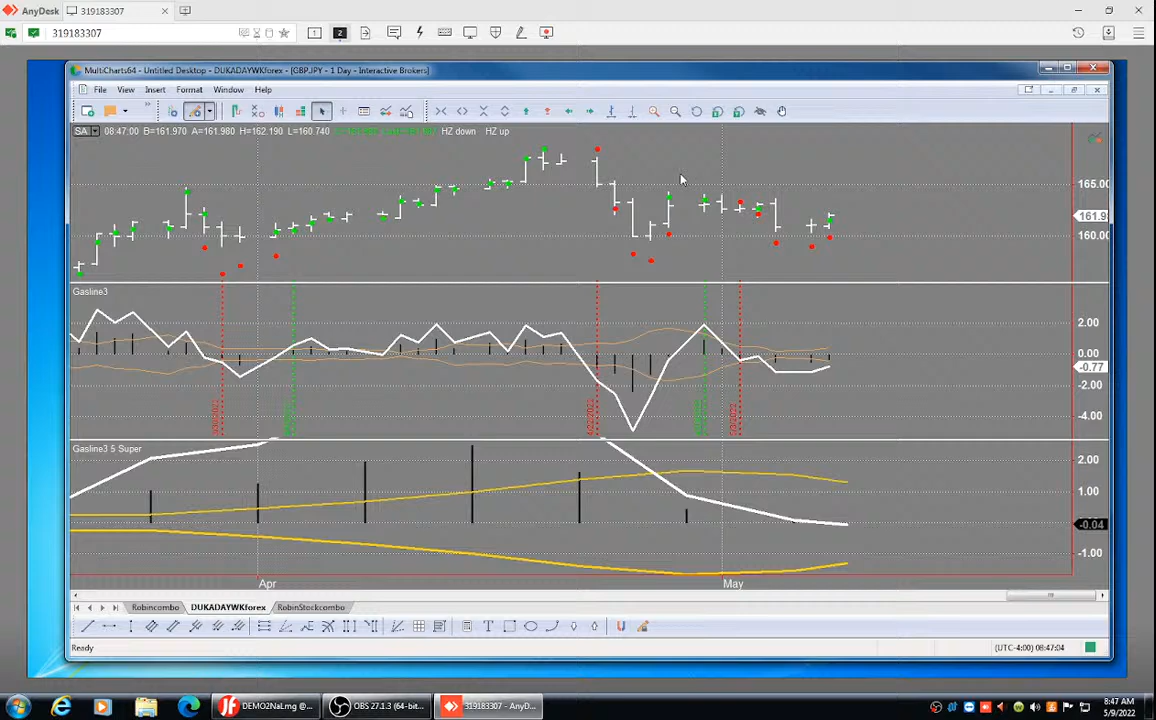 AnyDesk
319183307
319183307
1
2
MultiCharts64 - Untitled Desktop - DUKADAYWKforex - [GBPJPY - 1 Day - Interactive Brokers]
File View Insert Format Window Help
SA 08:47:00 B=161.970 A=161.980 H=162.190 L=160.740 HZ down HZ up
165.00
161.9
160.00
Gasline3
2.00
0.00
-0.77
-2.00
-4.00
Gasline3 5 Super
2.00
1.00
-0.04
-1.00
Apr May
Robincombo DUKADAYWKforex RobinStockcombo
Ready (UTC-4:00) 08:47:04
DEMO2NaLmg @... OBS 27.1.3 (64-bit,... 319183307 - AnyD...
8:47 AM
5/9/2022